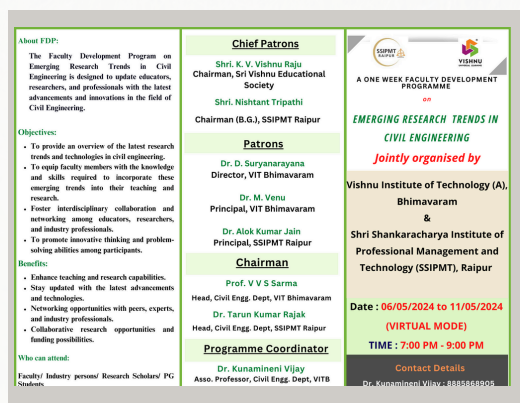 About FDP:
The Faculty Development Program on
Emerging Research Trends in Civil
Engineering is designed to update educators,
researchers, and professionals with the latest
advancements and innovations in the field of
Civil Engineering.
Objectives:
• To provide an overview of the latest research
trends and technologies in civil engineering.
• To equip faculty members with the knowledge
and skills required to incorporate these
emerging trends into their teaching and
research.
• Foster interdisciplinary collaboration and
networking among educators, researchers,
and industry professionals.
• To promote innovative thinking and problem-
solving abilities among participants.
Benefits:
• Enhance teaching and research capabilities.
• Stay updated with the latest advancements
and technologies.
• Networking opportunities with peers, experts,
and industry professionals.
• Collaborative research opportunities and
funding possibilities.
Who can attend:
Faculty/ Industry persons/ Research Scholars/ PG
Students
Chief Patrons
Shri. K. V. Vishnu Raju
Chairman, Sri Vishnu Educational
Society
Shri. Nishtant Tripathi
Chairman (B.G.), SSIPMT Raipur
Patrons
Dr. D. Suryanarayana
Director, VIT Bhimavaram
Dr. M. Venu
Principal, VIT Bhimavaram
Dr. Alok Kumar Jain
Principal, SSIPMT Raipur
Chairman
Prof. V V S Sarma
Head, Civil Engg. Dept, VIT Bhimavaram
Dr. Tarun Kumar Rajak
Head, Civil Engg. Dept, SSIPMT Raipur
Programme Coordinator
Dr. Kunamineni Vijay
Asso. Professor, Civil Engg. Dept, VITB
SSIPMT
RAIPUR
VISHNU
A ONE WEEK FACULTY DEVELOPMENT
PROGRAMME
on
EMERGING RESEARCH TRENDS IN
CIVIL ENGINEERING
Jointly organised by
Vishnu Institute of Technology (A),
Bhimavaram
&
Shri Shankaracharya Institute of
Professional Management and
Technology (SSIPMT), Raipur
Date : 06/05/2024 to 11/05/2024
(VIRTUAL MODE)
TIME : 7:00 PM - 9:00 PM
Contact Details
Dr. Kunamineni Vijay : 8885868905